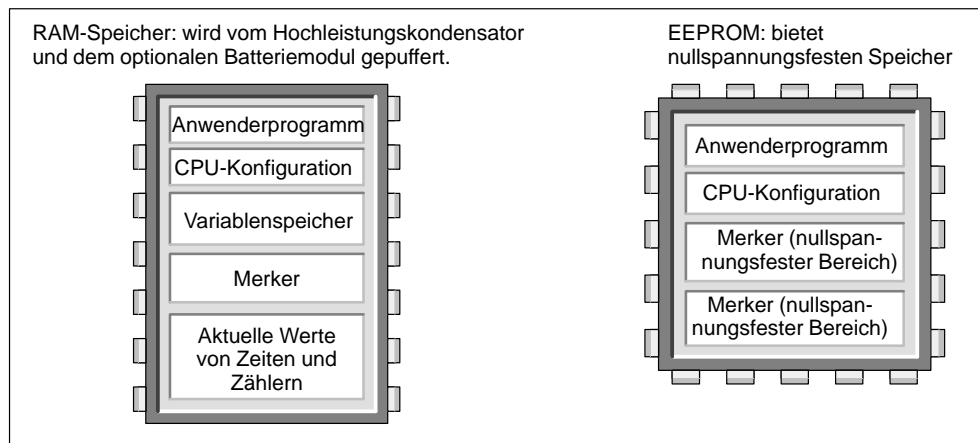 RAM-Speicher: wird vom Hochleistungskondensator
und dem optionalen Batteriemodul gepuffert.
Anwenderprogramm
CPU-Konfiguration
Variablenspeicher
Merker
Aktuelle Werte
von Zeiten und
Zählern
EEPROM: bietet
nullspannungsfesten Speicher
Anwenderprogramm
CPU-Konfiguration
Merker (nullspan-
nungsfester Bereich)
Merker (nullspan-
nungsfester Bereich)